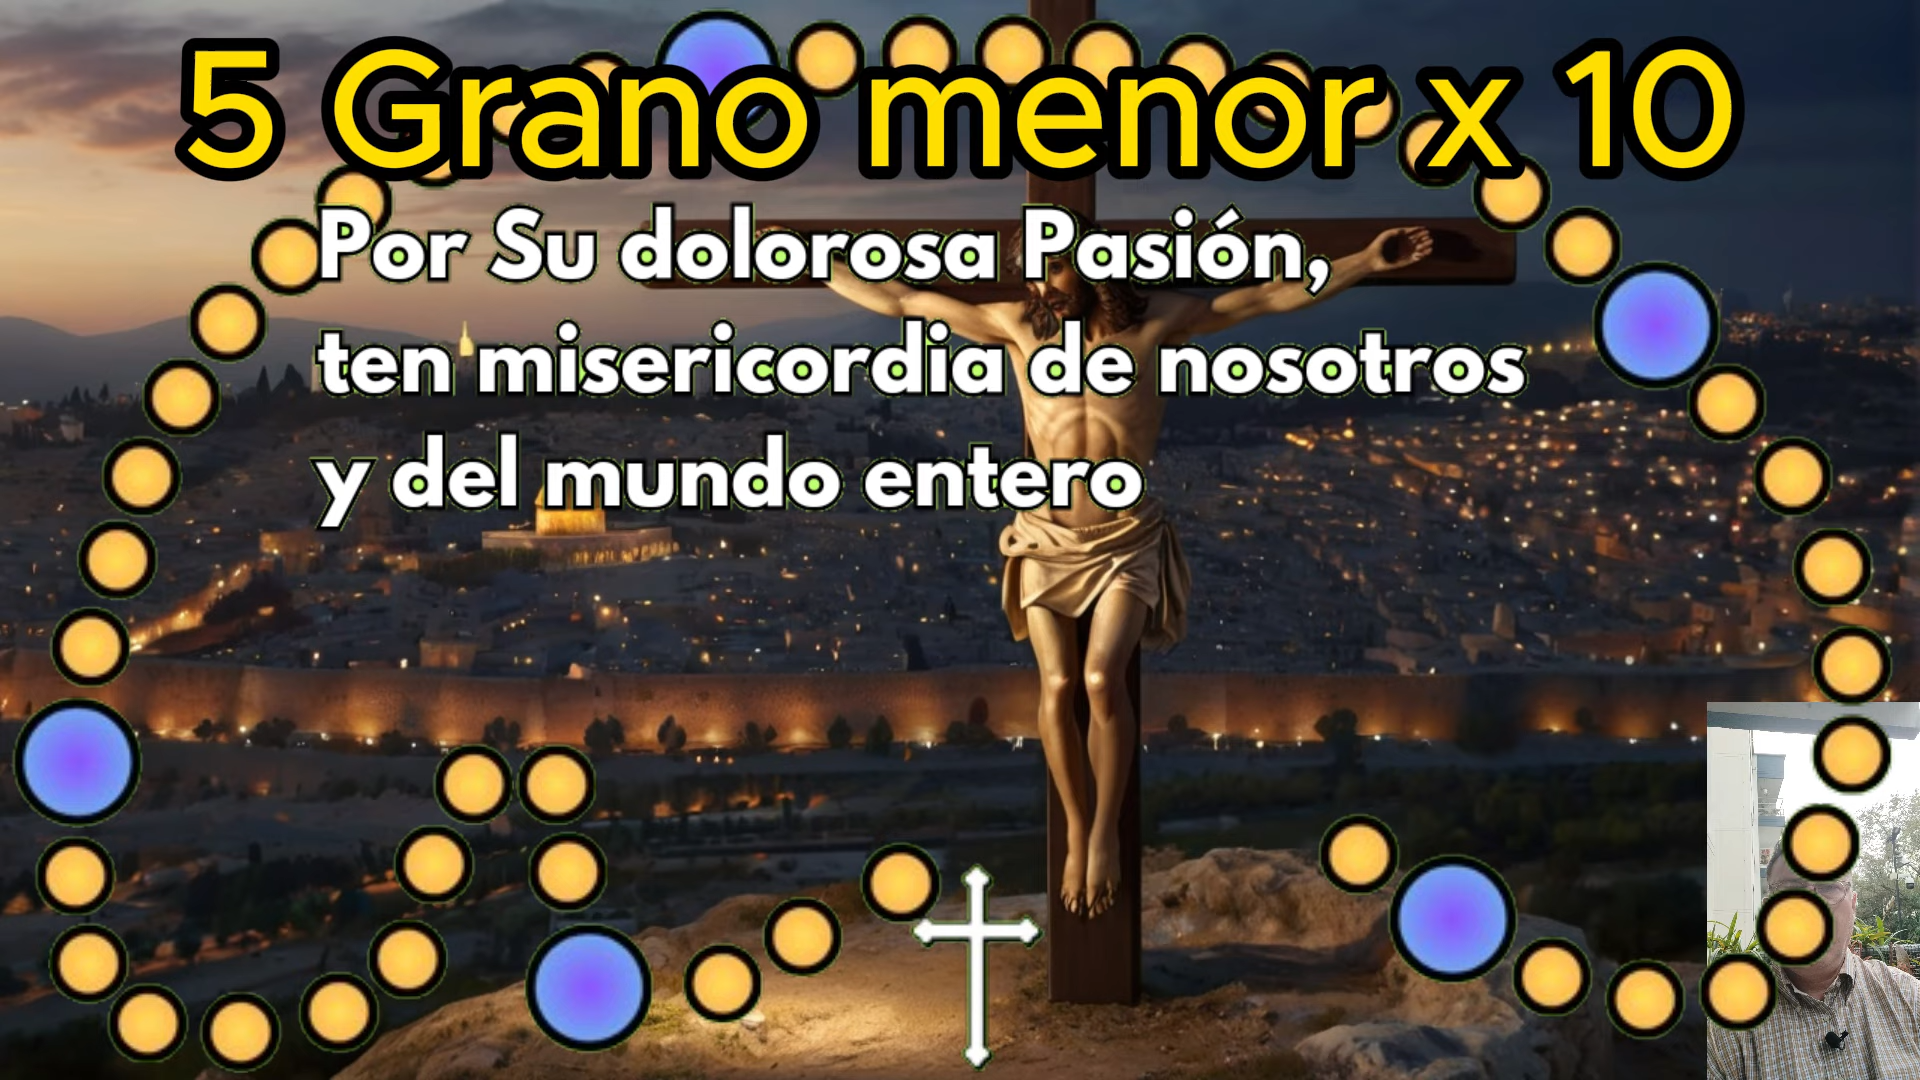 5 Grano menor x 10
Por Su dolorosa Pasión,
ten misericordia de nosotros
y del mundo entero